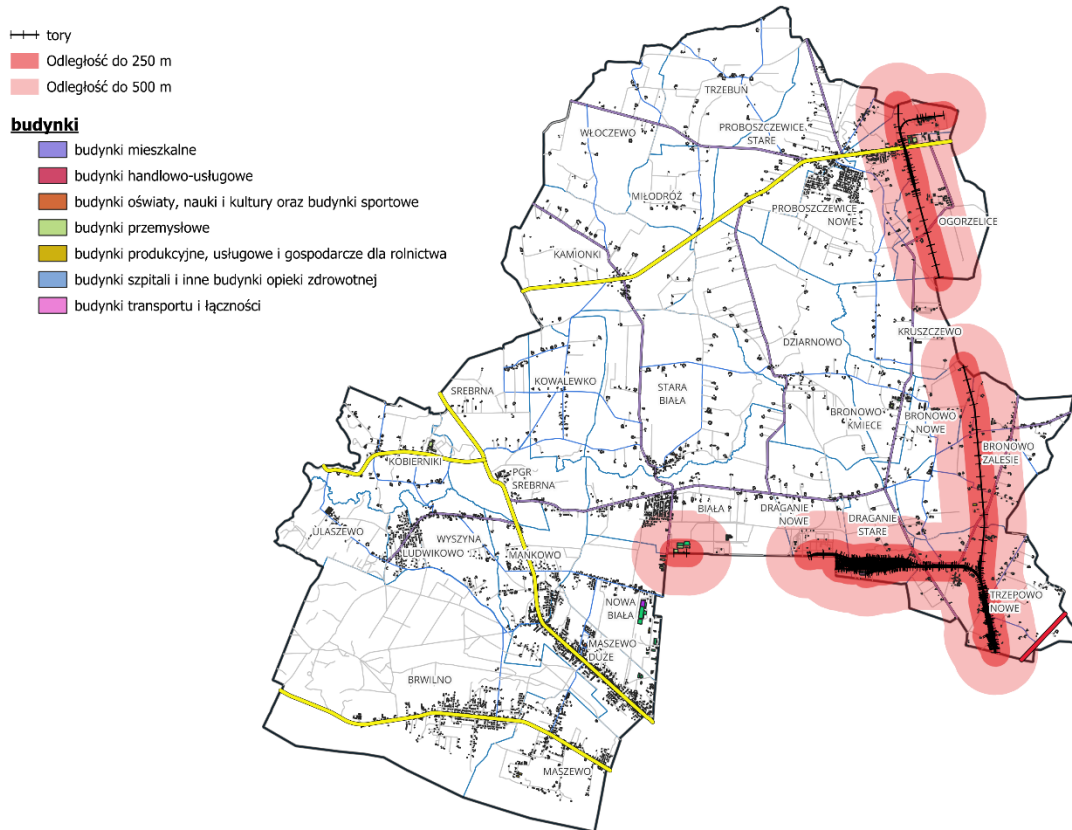 tory
Odległość do 250 m
Odległość do 500 m
budynki
budynki mieszkalne
budynki handlowo-usługowe
budynki oświaty, nauki i kultury oraz budynki sportowe
budynki przemysłowe
budynki produkcyjne, usługowe i gospodarcze dla rolnictwa
budynki szpitali i inne budynki opieki zdrowotnej
budynki transportu i łączności
TRZEBUŃ
WŁOCZEWO
PROBOSZCZEWICE
STARE
MIŁODRÓŻ
PROBOSZCZEWICE
NOWE
OGORZELICE
KAMIONKI
KRUSZCZEWO
DZIARNOWO
SREBRNA
KOWALEWKO
STARA
BIAŁA
BRONOWO
KMIECE
BRONOWO
NOWE
BRONOWO
ZALESIE
KOBIERNIKI
PGR
SREBRNA
BIAŁA
DRAGANIE
NOWE
DRAGANIE
STARE
ULASZEWO
WYSZYNA
LUDWIKOWO
MAŃKOWO
NOWA
BIAŁA
TRZEPOWO
NOWE
MASZEWO
DUŻE
BRWILNO
MASZEWO